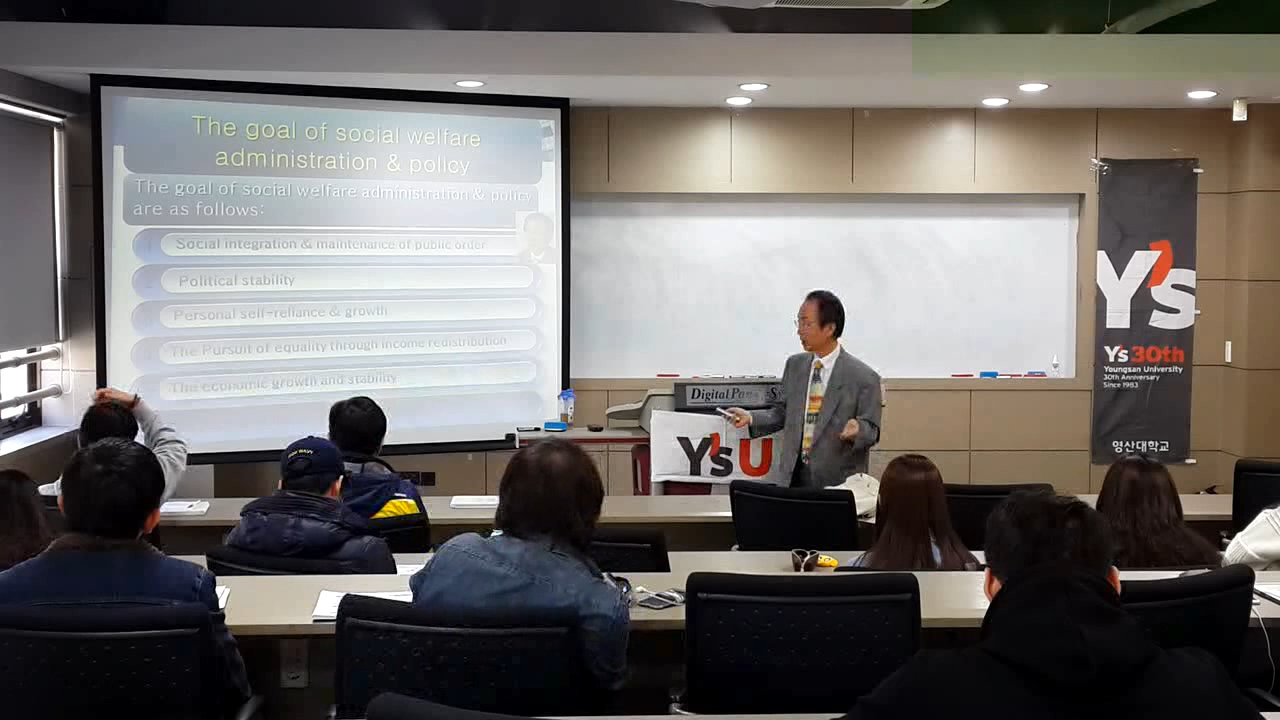 The goal of social welfare
administration & policy
The goal of social welfare administration & policy
are as follows:
Social integration & maintenance of public order
Political stability
Personal self-reliance & growth
The Pursuit of equality through income redistribution
The economic growth and stability
Digital
Y'sU
Y's
Y's 30th
Youngsan University
30th Anniversary
Since 1983
영산대학교